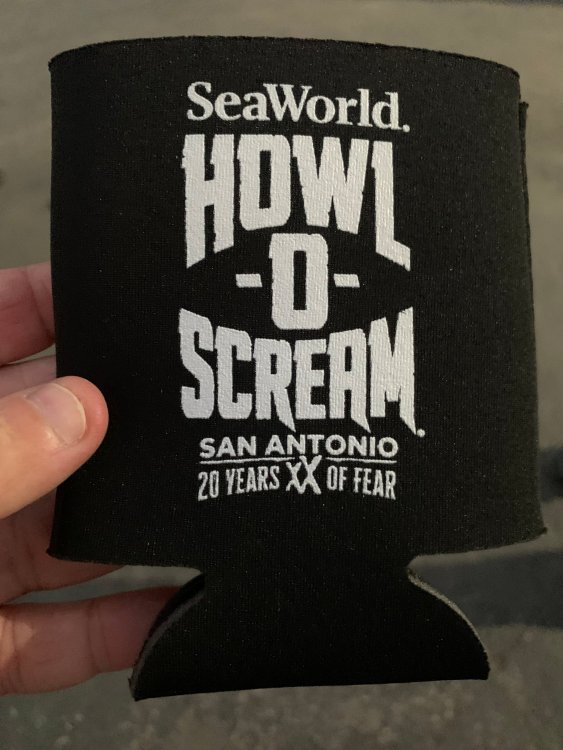 SeaWorld.
HOWL
-O-
SCREAM.
SAN ANTONIO
20 YEARS XX OF FEAR